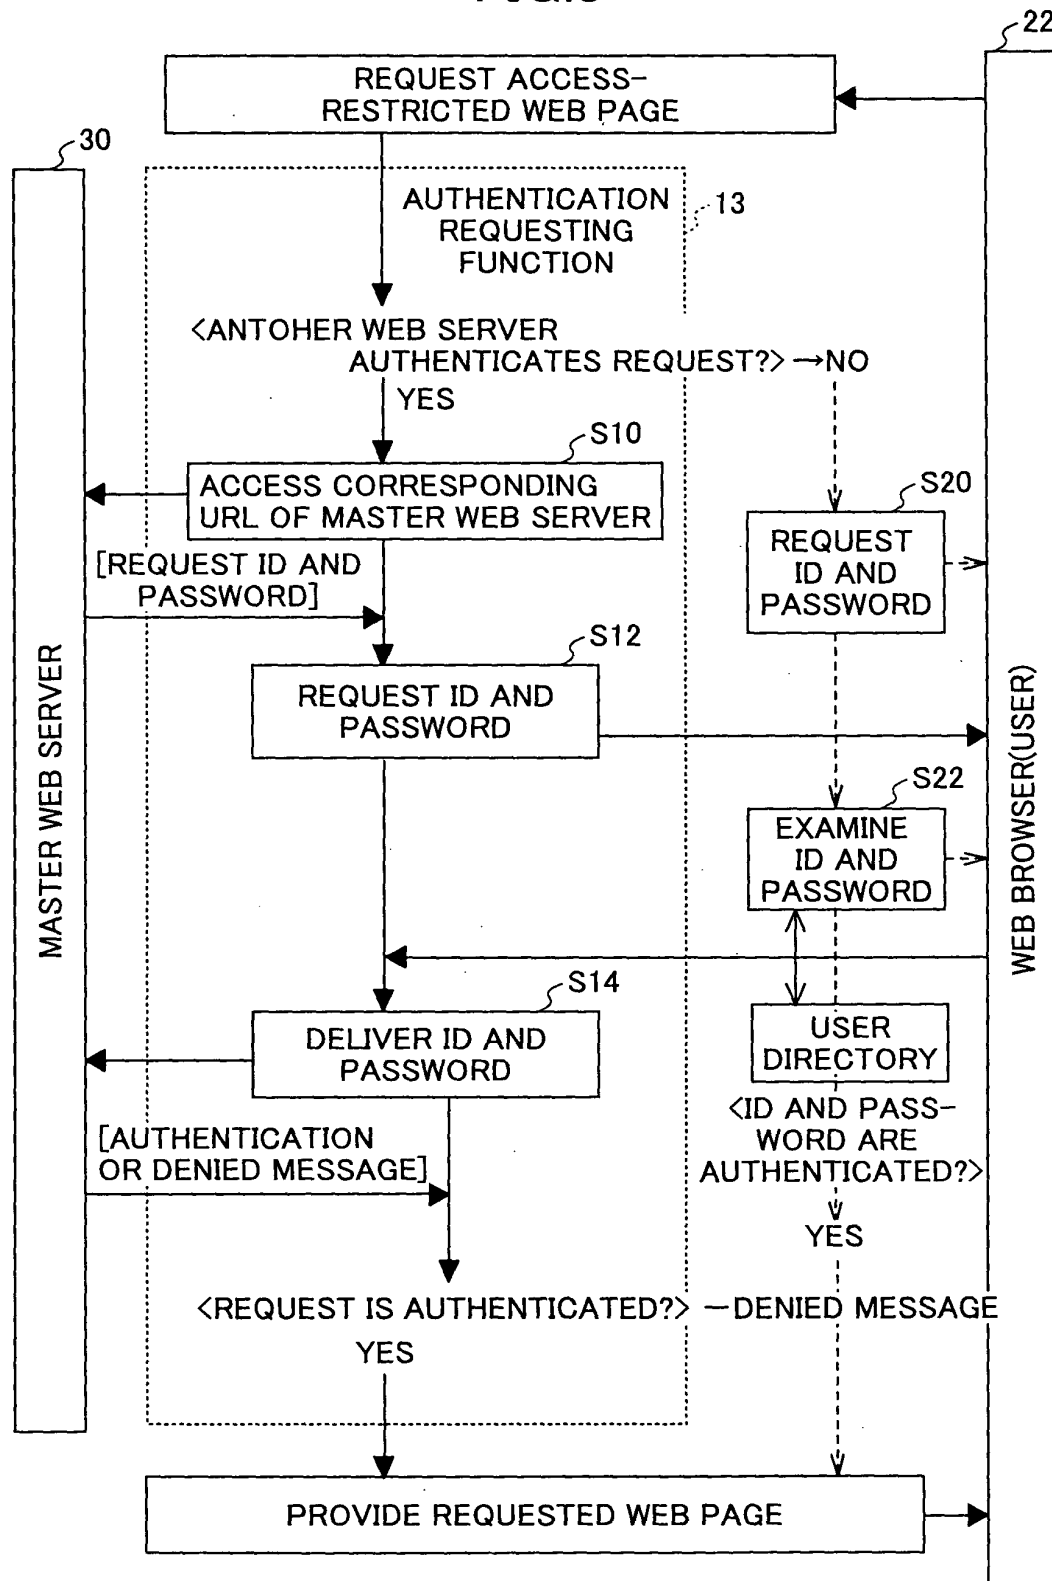 22
REQUEST ACCESS-
RESTRICTED WEB PAGE
30
AUTHENTICATION
REQUESTING
FUNCTION
13
<ANTOHER WEB SERVER
AUTHENTICATES REQUEST?> →NO
YES
S10
ACCESS CORRESPONDING
URL OF MASTER WEB SERVER
S20
REQUEST
ID AND
PASSWORD
[REQUEST ID AND
PASSWORD]
S12
REQUEST ID AND
PASSWORD
MASTER WEB SERVER
WEB BROWSER(USER)
S22
EXAMINE
ID AND
PASSWORD
S14
DELIVER ID AND
PASSWORD
USER
DIRECTORY
<ID AND PASS-
WORD ARE
AUTHENTICATED?>
[AUTHENTICATION
OR DENIED MESSAGE]
YES
<REQUEST IS AUTHENTICATED?> —DENIED MESSAGE
YES
PROVIDE REQUESTED WEB PAGE